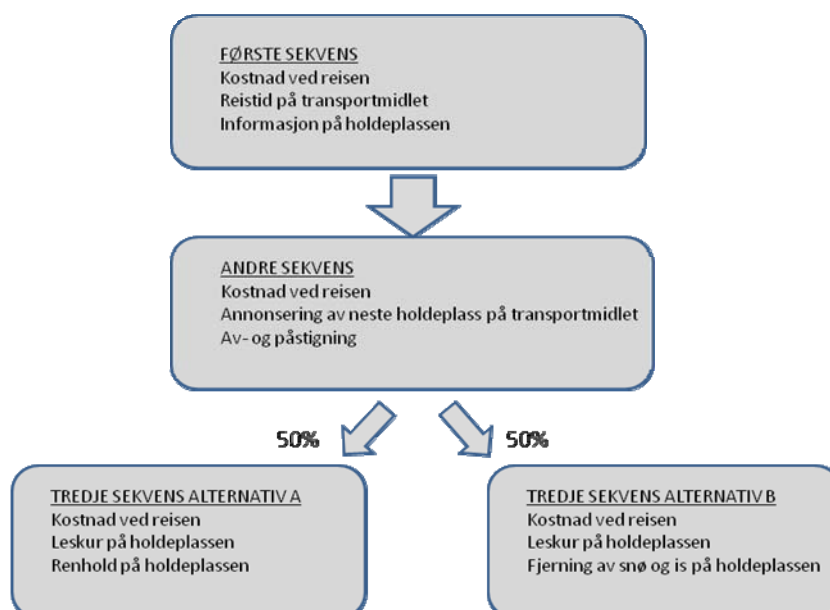 FØRSTE SEKVENS
Kostnad ved reisen
Reistid på transportmidlet
Informasjon på holdeplassen
ANDRE SEKVENS
Kostnad ved reisen
Annonsering av neste holdeplass på transportmidlet
Av- og påstigning
50%
50%
TREDJE SEKVENS ALTERNATIV A
Kostnad ved reisen
Leskur på holdeplassen
Renhold på holdeplassen
TREDJE SEKVENS ALTERNATIV B
Kostnad ved reisen
Leskur på holdeplassen
Fjerning av snø og is på holdeplassen